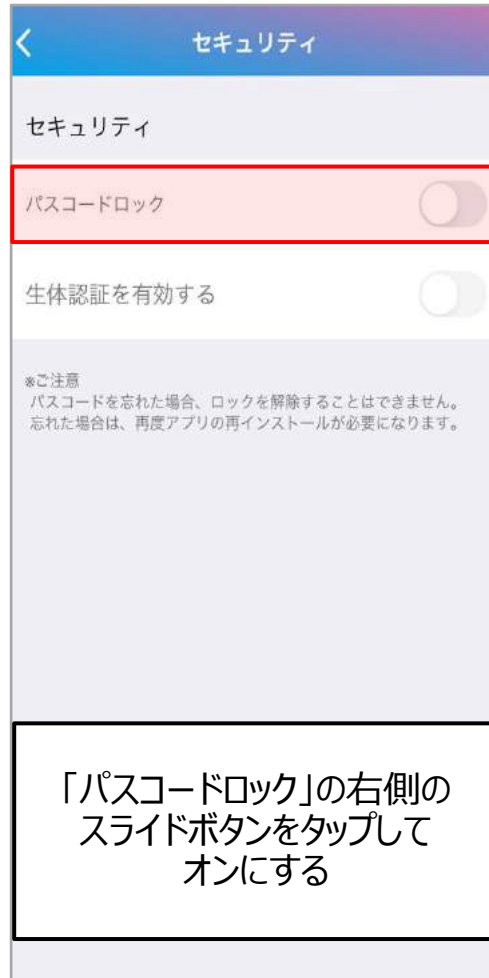 セキュリティ
セキュリティ
パスコードロック
生体認証を有効する
※ご注意
パスコードを忘れた場合、ロックを解除することはできません。
忘れた場合は、再度アプリの再インストールが必要になります。
「パスコードロック」の右側の
スライドボタンをタップして
オンにする